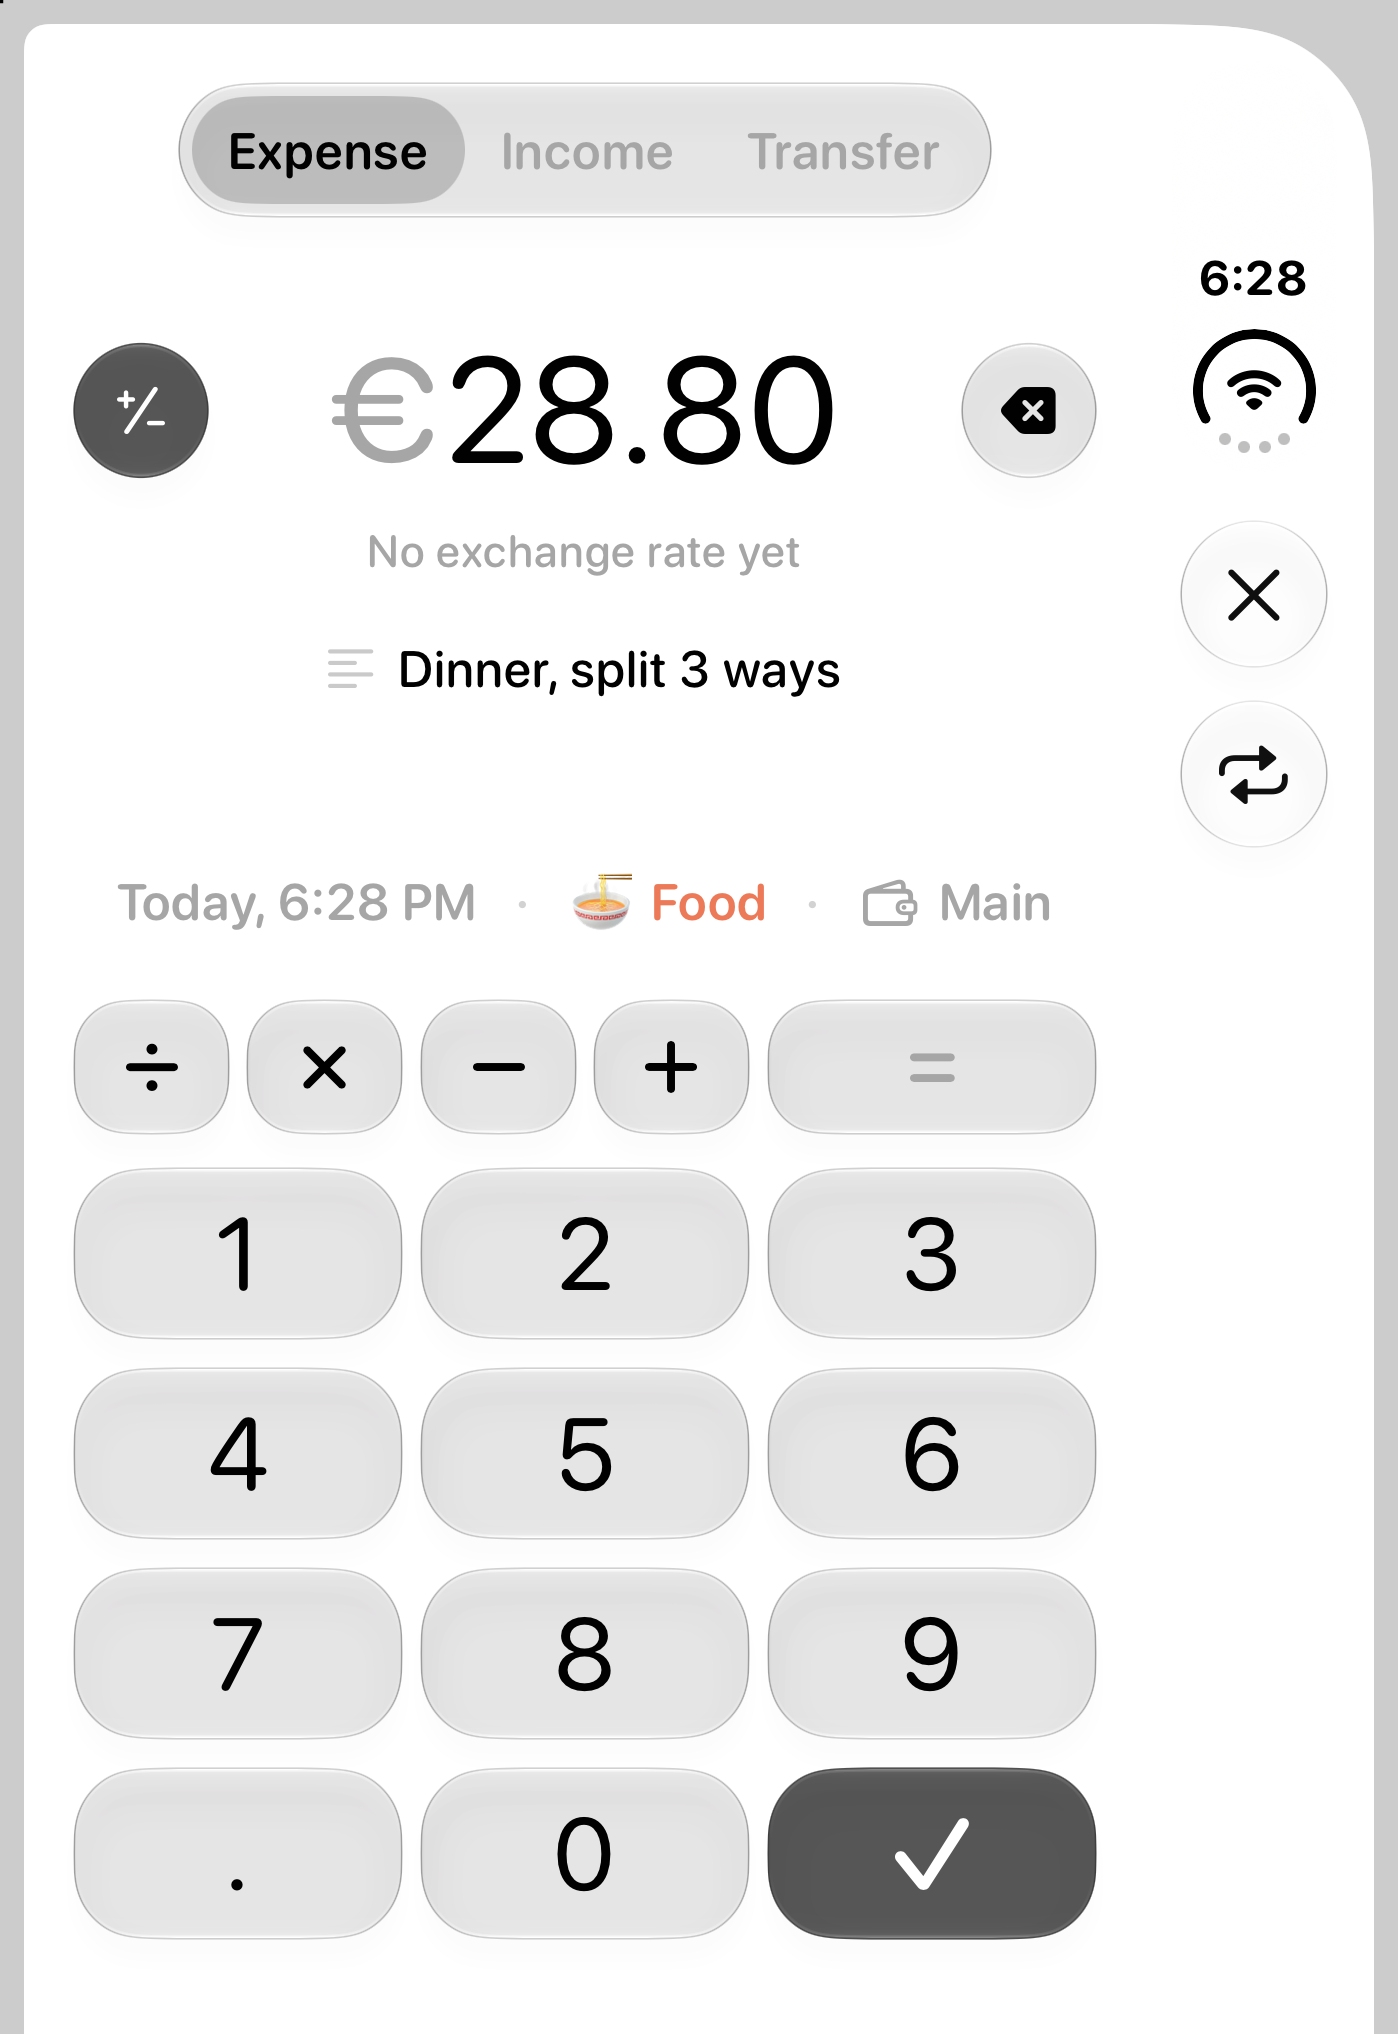 Expense Income Transfer
6:28
+/− €28.80
No exchange rate yet
Dinner, split 3 ways
Today, 6:28 PM · Food · Main
÷ × − + =
1 2 3
4 5 6
7 8 9
. 0